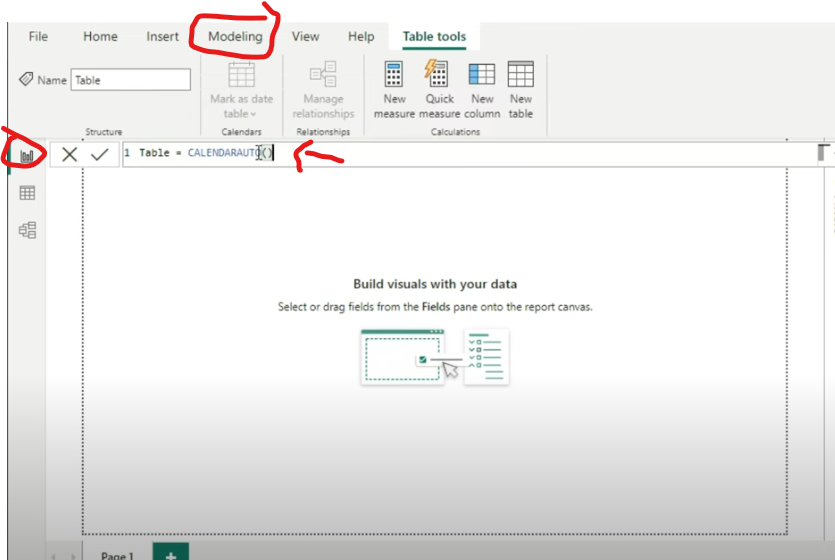 File Home Insert Modeling View Help Table tools
Name Table
Mark as date table
Manage relationships
New measure
Quick measure
New column
New table
Structure Calendars Relationships Calculations
1 Table = CALENDARAUTO()
Build visuals with your data
Select or drag fields from the Fields pane onto the report canvas.
Page 1 +